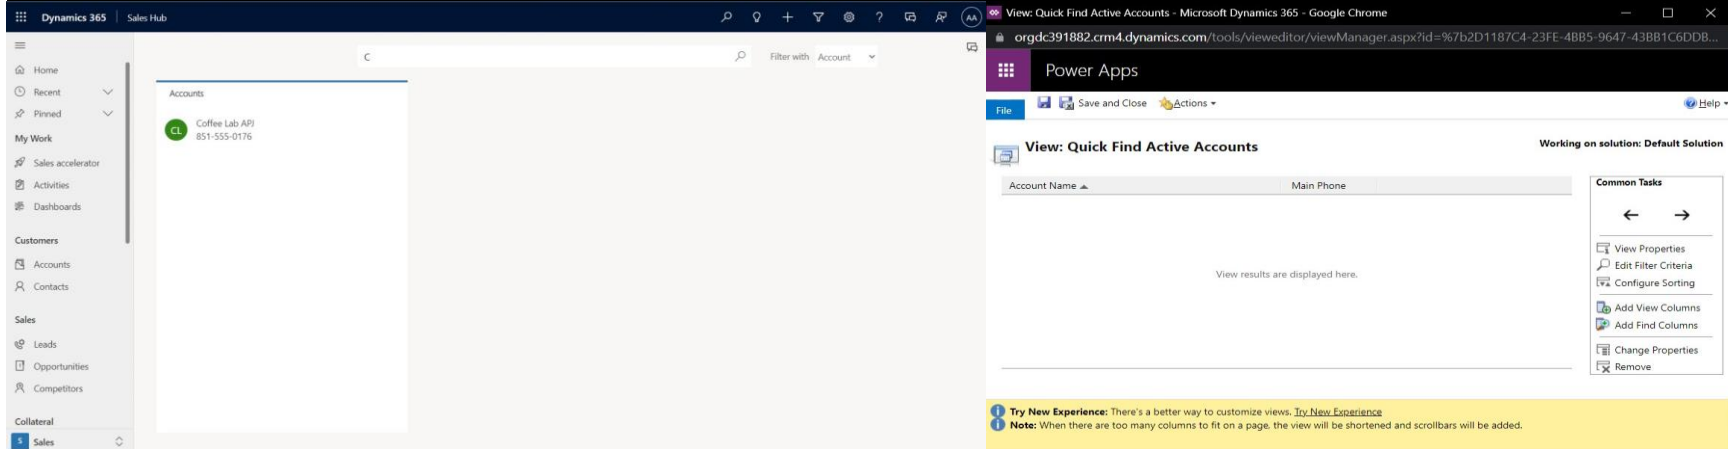 Dynamics 365
Sales Hub
AA
Home
Recent
Pinned
My Work
Sales accelerator
Activities
Dashboards
Customers
Accounts
Contacts
Sales
Leads
Opportunities
Competitors
Collateral
S Sales
C
Filter with Account
Accounts
CL
Coffee Lab API
851-555-0176
View: Quick Find Active Accounts - Microsoft Dynamics 365 - Google Chrome
orgdc391882.crm4.dynamics.com/tools/vieweditor/viewManager.aspx?id=%7b2D1187C4-23FE-4BB5-9647-43BB1C6DDB...
Power Apps
File
Save and Close
Actions
Help
View: Quick Find Active Accounts
Working on solution: Default Solution
Account Name
Main Phone
View results are displayed here.
Common Tasks
View Properties
Edit Filter Criteria
Configure Sorting
Add View Columns
Add Find Columns
Change Properties
Remove
Try New Experience: There's a better way to customize views. Try New Experience
Note: When there are too many columns to fit on a page, the view will be shortened and scrollbars will be added.